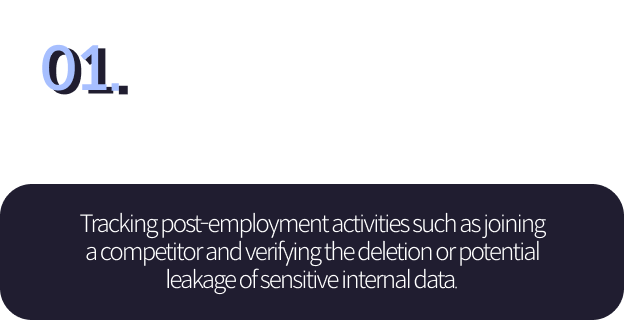 01.
Tracking post-employment activities such as joining
a competitor and verifying the deletion or potential
leakage of sensitive internal data.